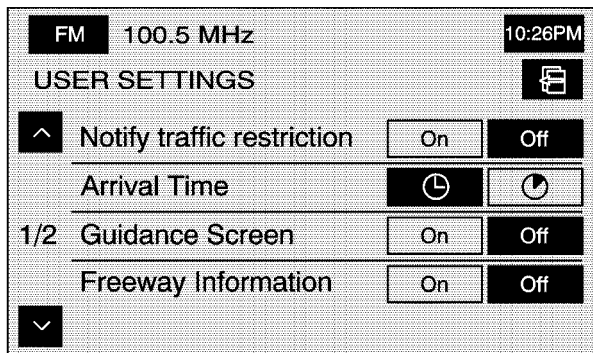 FM 100.5 MHz 10:26PM
USER SETTINGS
Notify traffic restriction On Off
Arrival Time
1/2 Guidance Screen On Off
Freeway Information On Off